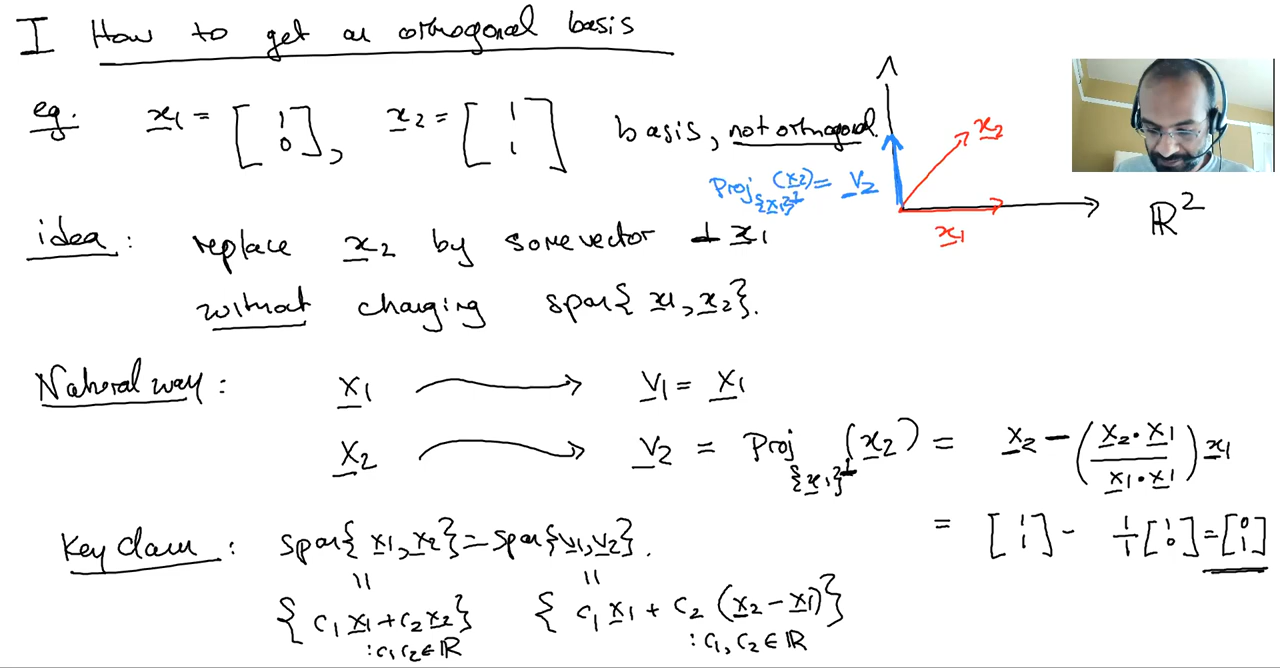 I How to get an orthogonal basis
eg. x1 = [1 0], x2 = [1 1] basis, not orthogonal.
x2
Proj{x1}⊥ (x2) = v2
x1
ℝ2
idea : replace x2 by some vector ⊥ x1
without changing span{ x1, x2}.
Natural way : x1 → v1 = x1
x2 → v2 = Proj{x1}⊥ (x2) = x2 - (x2 · x1 / x1 · x1) x1
= [1 1] - 1/1 [1 0] = [0 1]
Key claim : span{ x1, x2} = span{v1, v2}.
= =
{ c1 x1 + c2 x2} { c1 x1 + c2 (x2 - x1)}
: c1, c2 ∈ ℝ : c1, c2 ∈ ℝ